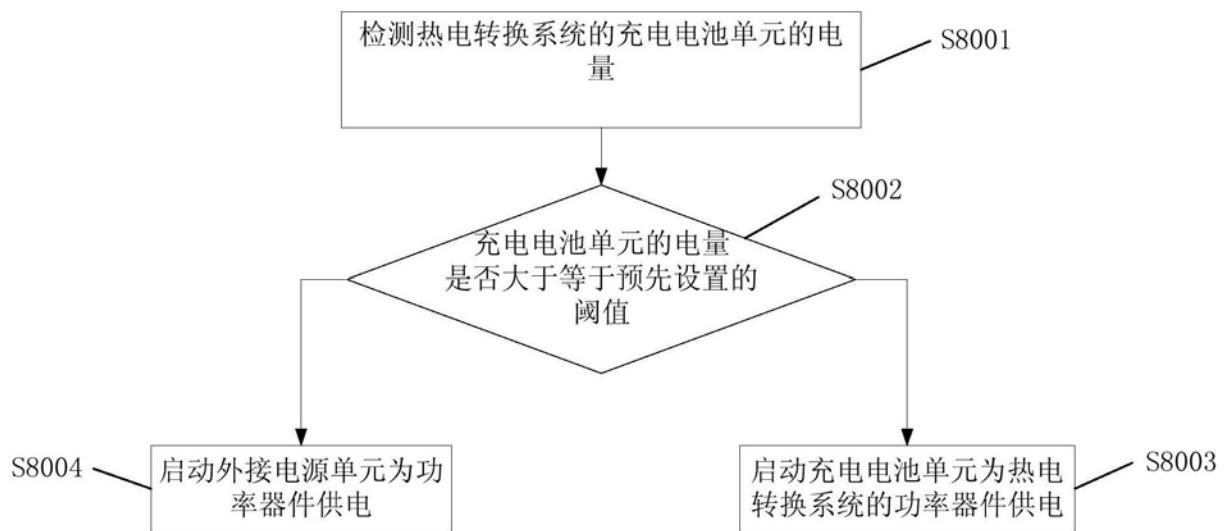 检测热电转换系统的充电电池单元的电
量
S8001
S8002
充电电池单元的电量
是否大于等于预先设置的
阈值
S8004
启动外接电源单元为功
率器件供电
启动充电电池单元为热电
转换系统的功率器件供电
S8003